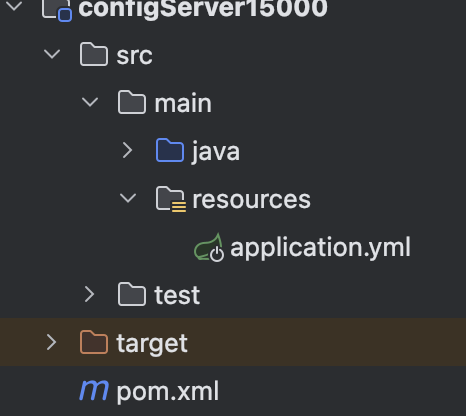 configServer15000
src
main
java
resources
application.yml
test
target
m pom.xml